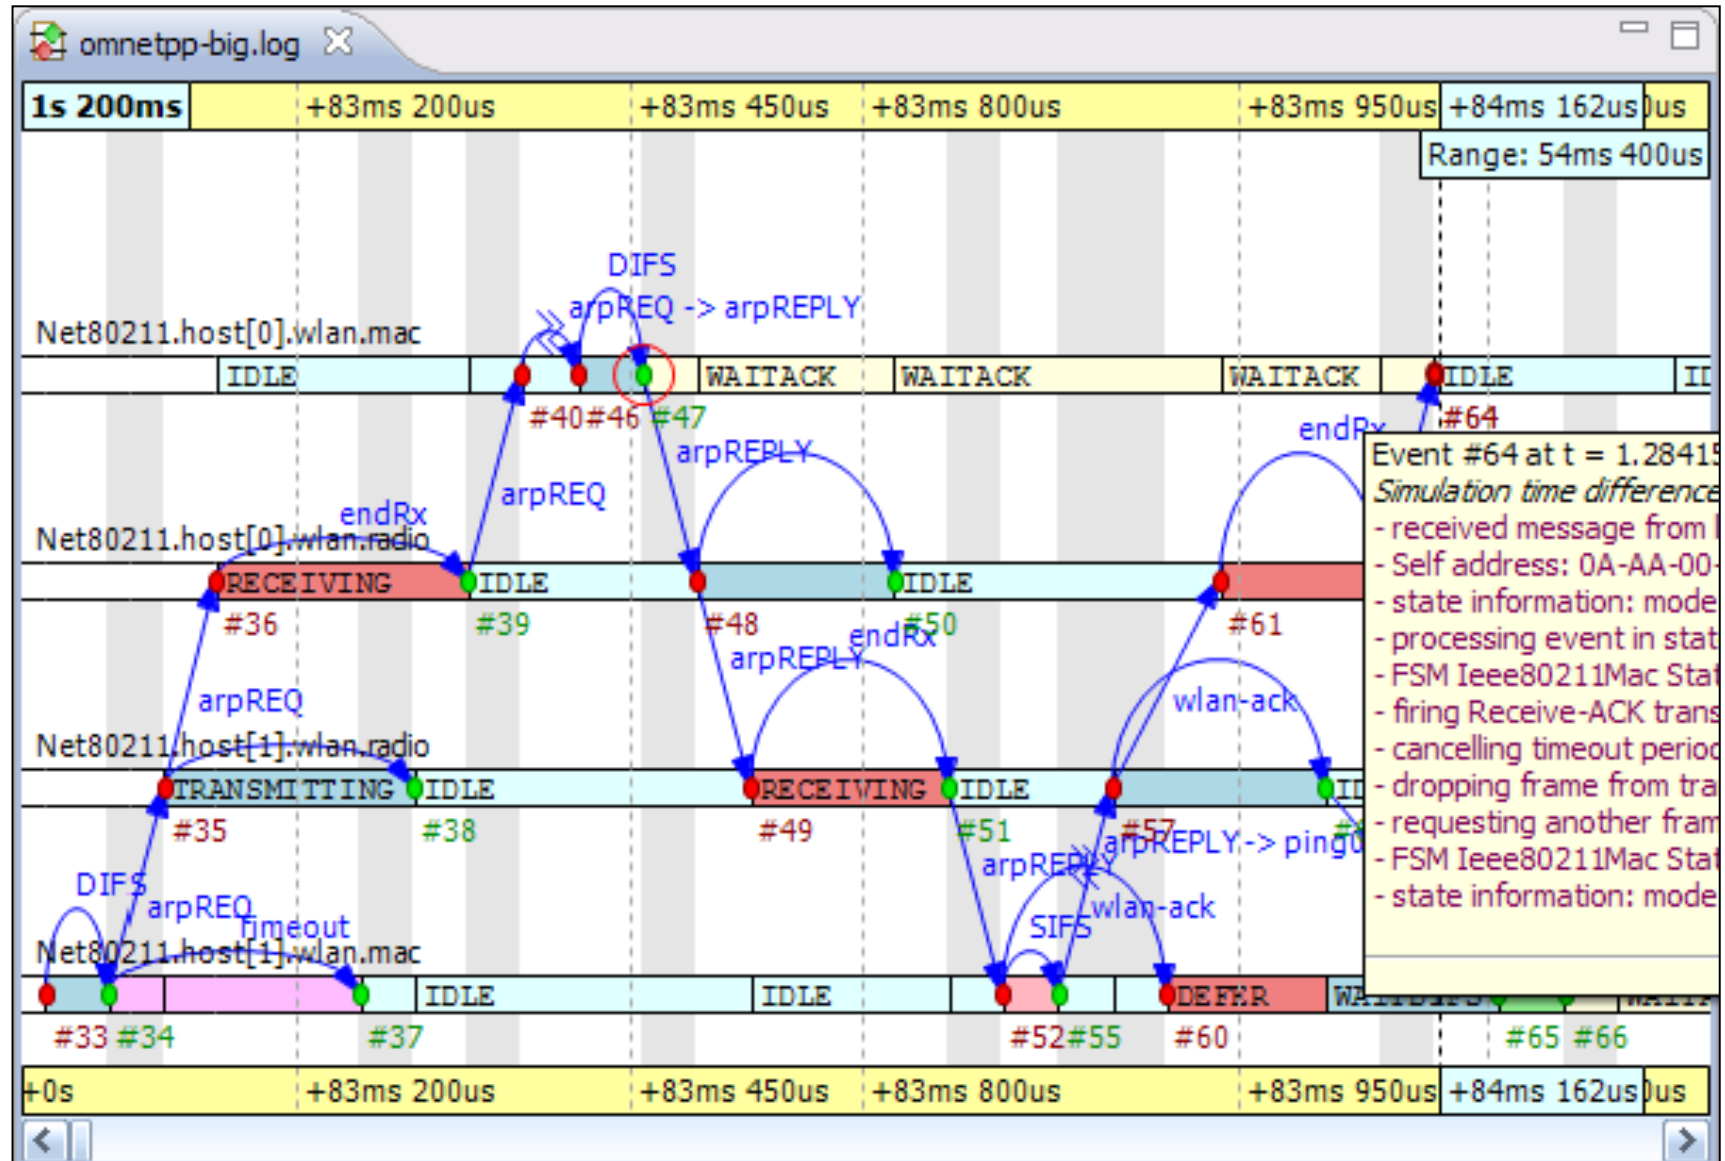 omnetpp-big.log
1s 200ms +83ms 200us +83ms 450us +83ms 800us +83ms 950us +84ms 162us 0us
Range: 54ms 400us
DIFS
arpREQ -> arpREPLY
Net80211.host[0].wlan.mac
IDLE WAITACK WAITACK WAITACK IDLE
#40 #46 #47 #64
endRx
arpREPLY
Event #64 at t = 1.28415
Simulation time difference
arpREQ
endRx
- received message from
Net80211.host[0].wlan.radio
- Self address: 0A-AA-00-
RECEIVING IDLE IDLE
- state information: mode
#36 #39 #48 #50 #61
endRx
- processing event in stat
arpREPLY
- FSM Ieee80211Mac Stat
arpREQ wlan-ack
- firing Receive-ACK trans
Net80211.host[1].wlan.radio
- cancelling timeout period
TRANSMITTING IDLE RECEIVING IDLE
- dropping frame from tra
#35 #38 #49 #51 #57
- requesting another fram
arpREPLY -> ping0
- FSM Ieee80211Mac Stat
arpREPLY
DIFS
- state information: mode
arpREQ wlan-ack
timeout SIFS
Net80211.host[1].wlan.mac
IDLE IDLE DEFER
#33 #34 #37 #52 #55 #60 #65 #66
+0s +83ms 200us +83ms 450us +83ms 800us +83ms 950us +84ms 162us 0us